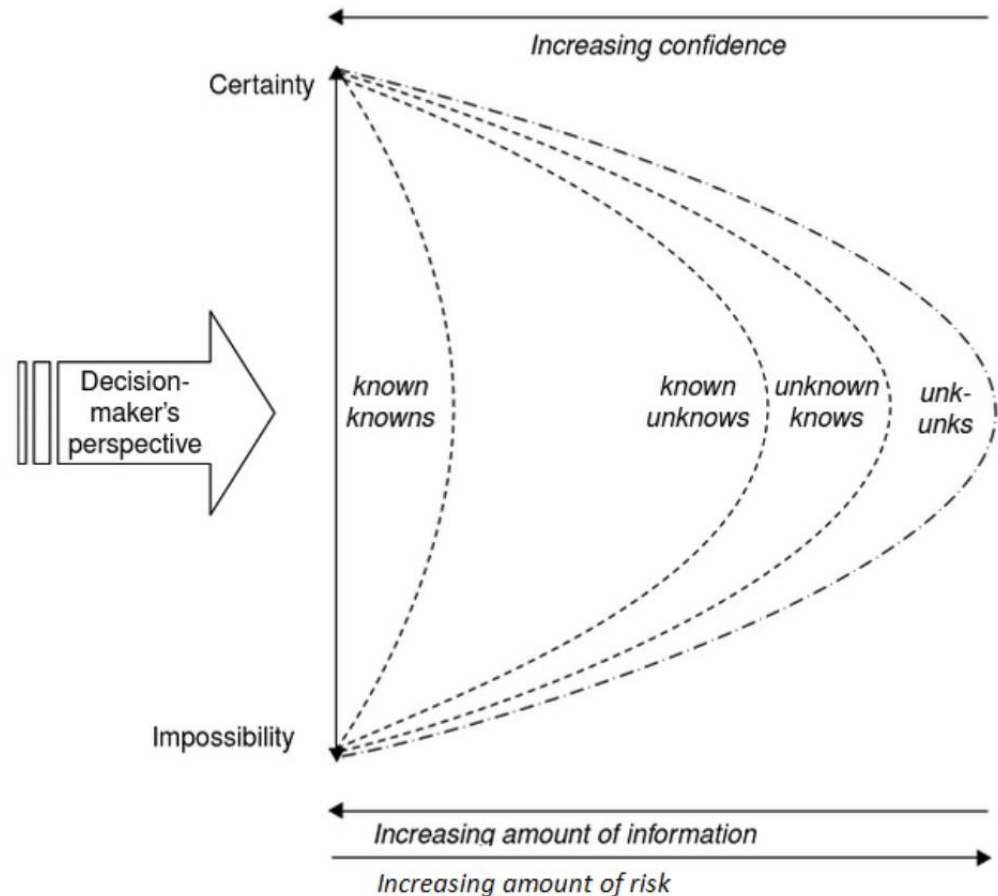 Increasing confidence
Certainty
Decision-
maker's
perspective
known
knowns
known
unknows
unknown
knows
unk-
unks
Impossibility
Increasing amount of information
Increasing amount of risk